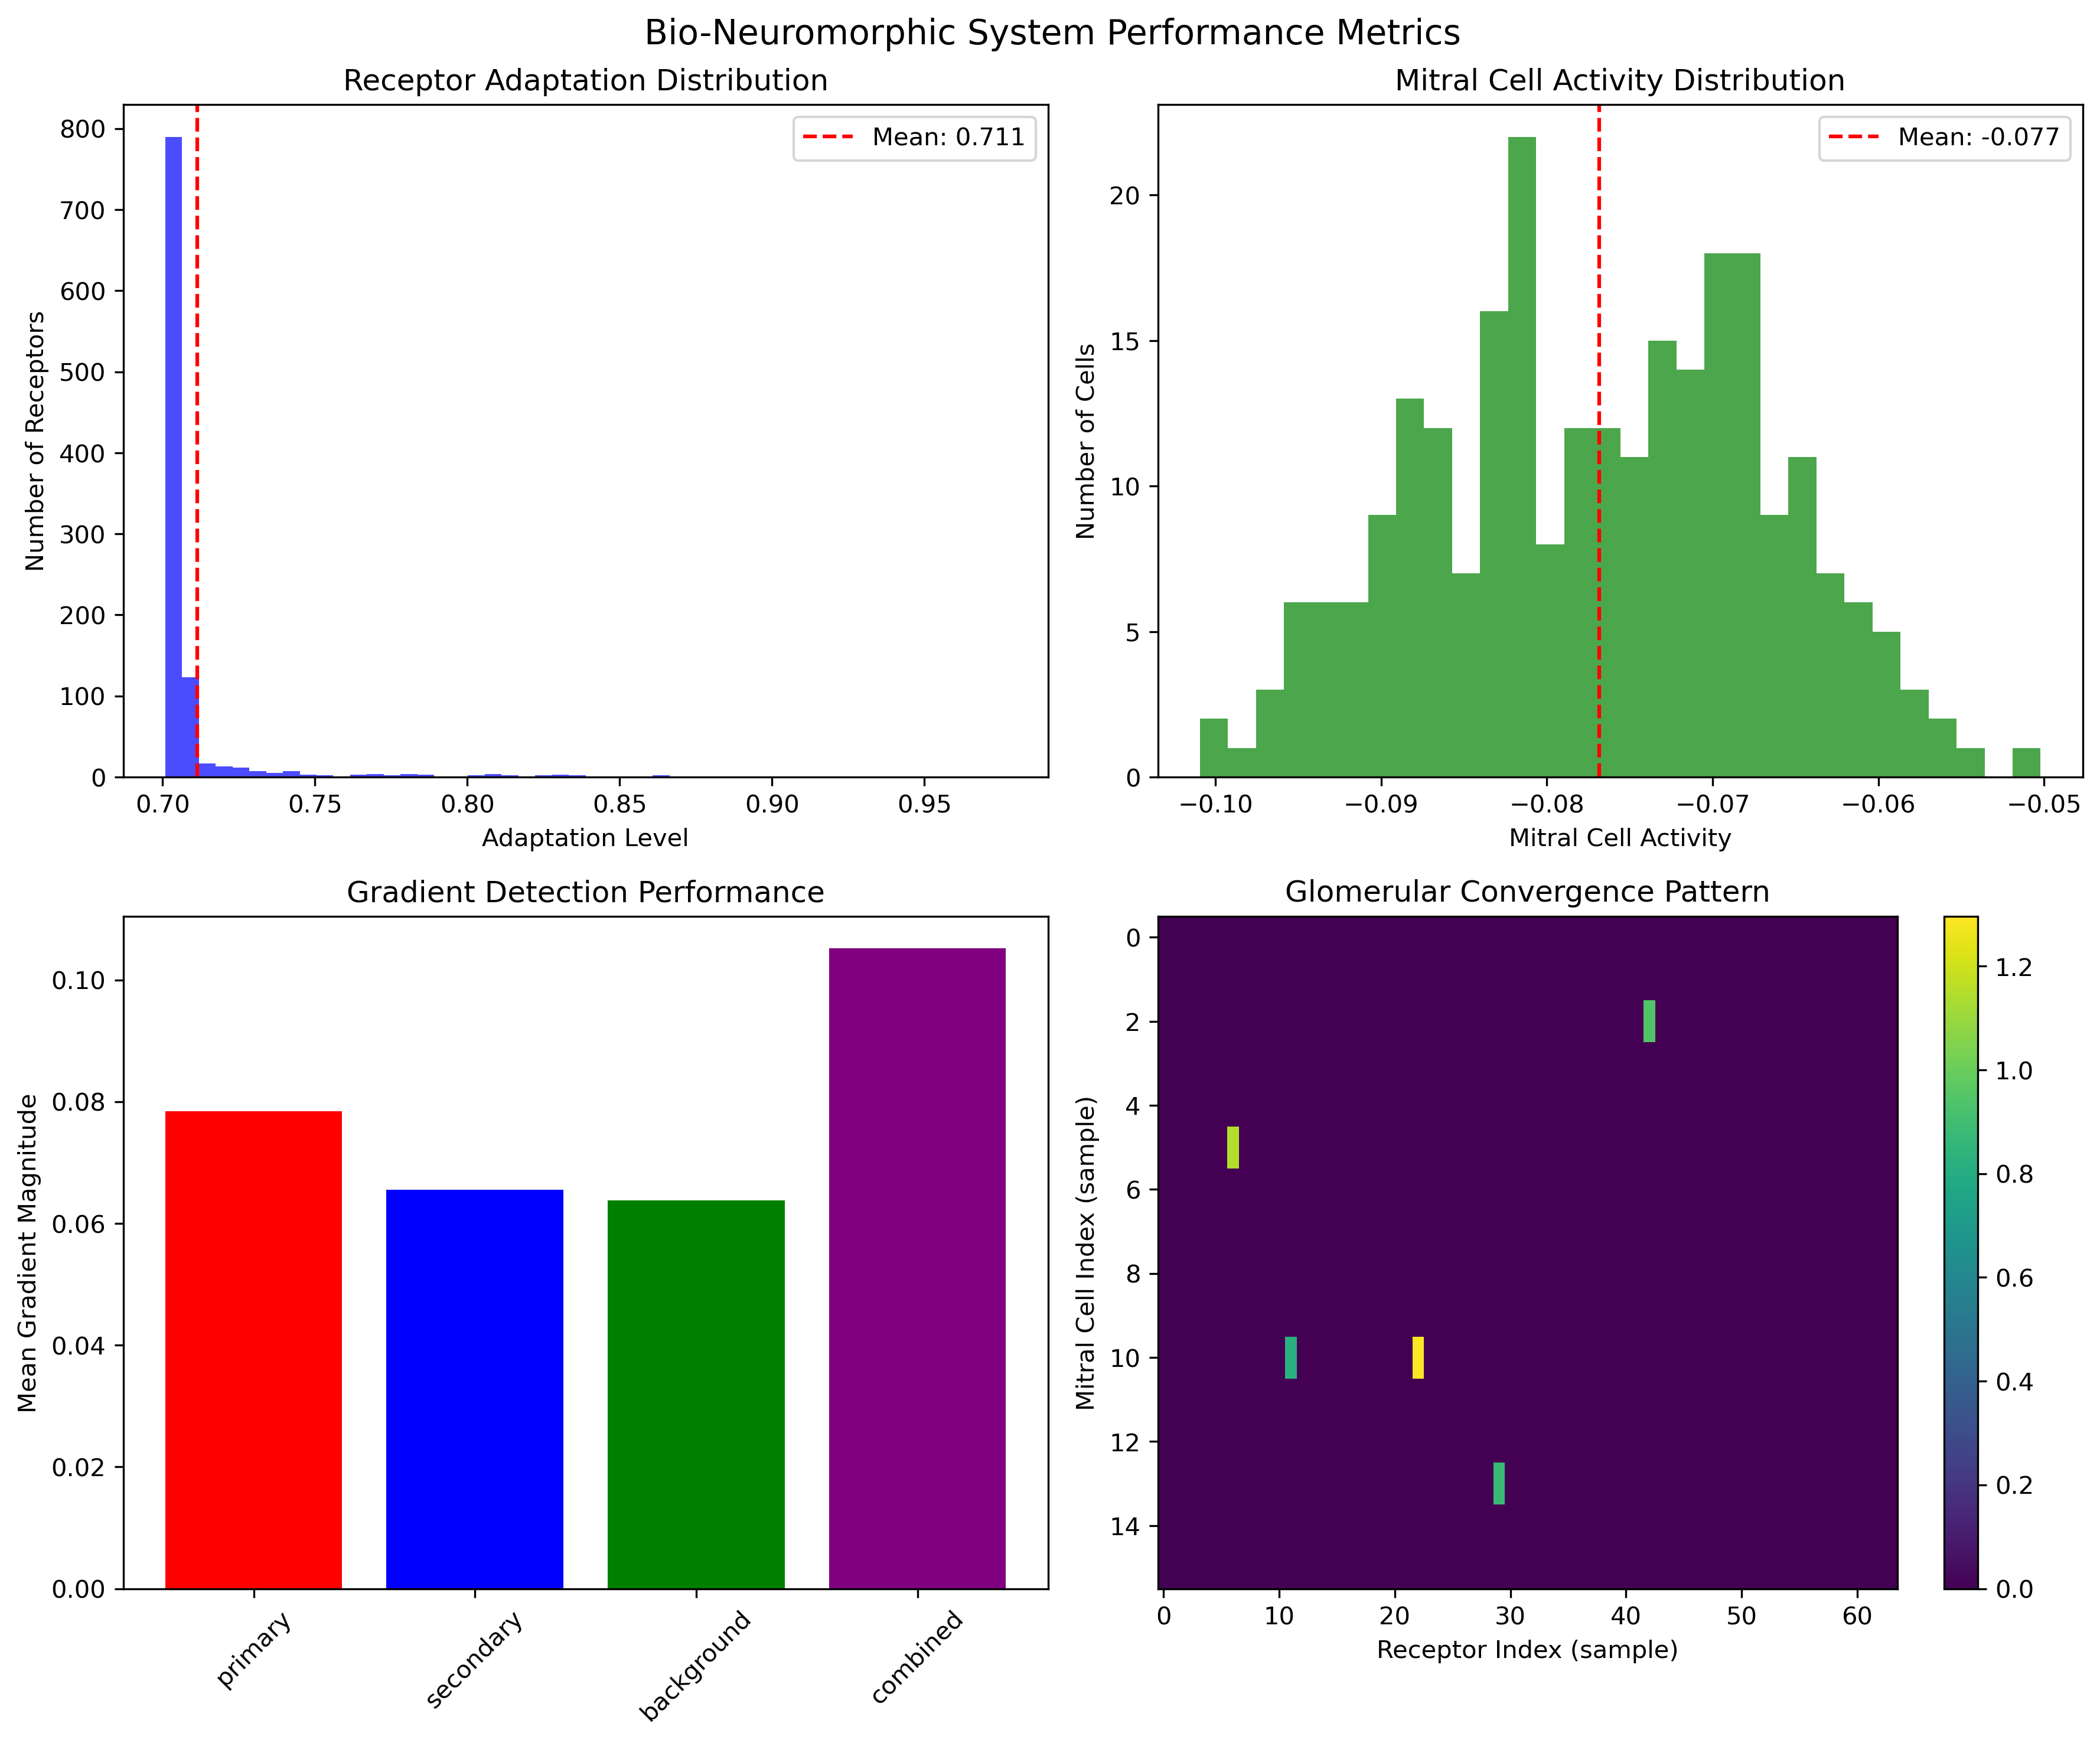 Bio-Neuromorphic System Performance Metrics
Receptor Adaptation Distribution
Mean: 0.711
Number of Receptors
800
700
600
500
400
300
200
100
0
0.70 0.75 0.80 0.85 0.90 0.95
Adaptation Level
Mitral Cell Activity Distribution
Mean: -0.077
Number of Cells
20
15
10
5
0
−0.10 −0.09 −0.08 −0.07 −0.06 −0.05
Mitral Cell Activity
Gradient Detection Performance
Mean Gradient Magnitude
0.10
0.08
0.06
0.04
0.02
0.00
primary secondary background combined
Glomerular Convergence Pattern
Mitral Cell Index (sample)
0
2
4
6
8
10
12
14
0 10 20 30 40 50 60
Receptor Index (sample)
1.2
1.0
0.8
0.6
0.4
0.2
0.0